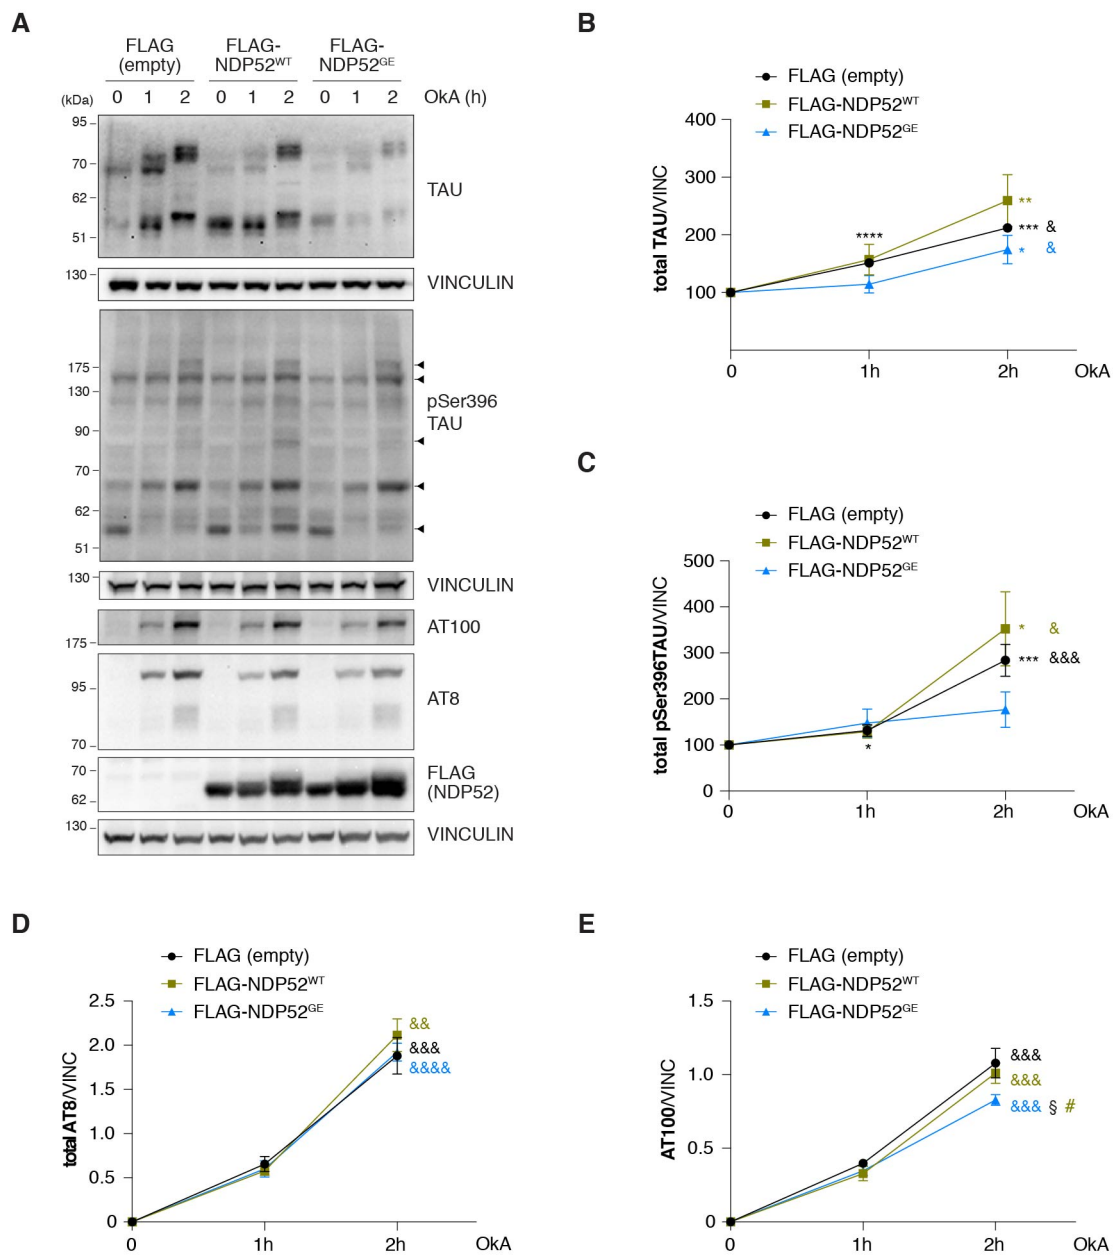 A
FLAG (empty)
FLAG-NDP52WT
FLAG-NDP52GE
(kDa)
0 1 2 0 1 2 0 1 2 OkA (h)
95
70
62
51
TAU
130
VINCULIN
175
130
90
70
62
51
pSer396
TAU
130
VINCULIN
175
AT100
95
70
AT8
70
62
FLAG
(NDP52)
130
VINCULIN
B
FLAG (empty)
FLAG-NDP52WT
FLAG-NDP52GE
total TAU/VINC
400
300
200
100
****
**
*** &
* &
0 1h 2h OkA
C
FLAG (empty)
FLAG-NDP52WT
FLAG-NDP52GE
total pSer396TAU/VINC
500
400
300
200
100
0
* &
*** &&&
*
0 1h 2h OkA
D
FLAG (empty)
FLAG-NDP52WT
FLAG-NDP52GE
total AT8/VINC
2.5
2.0
1.5
1.0
0.5
0
&&
&&&
&&&&
0 1h 2h OkA
E
FLAG (empty)
FLAG-NDP52WT
FLAG-NDP52GE
AT100/VINC
1.5
1.0
0.5
0
&&&
&&&
&&& § #
0 1h 2h OkA